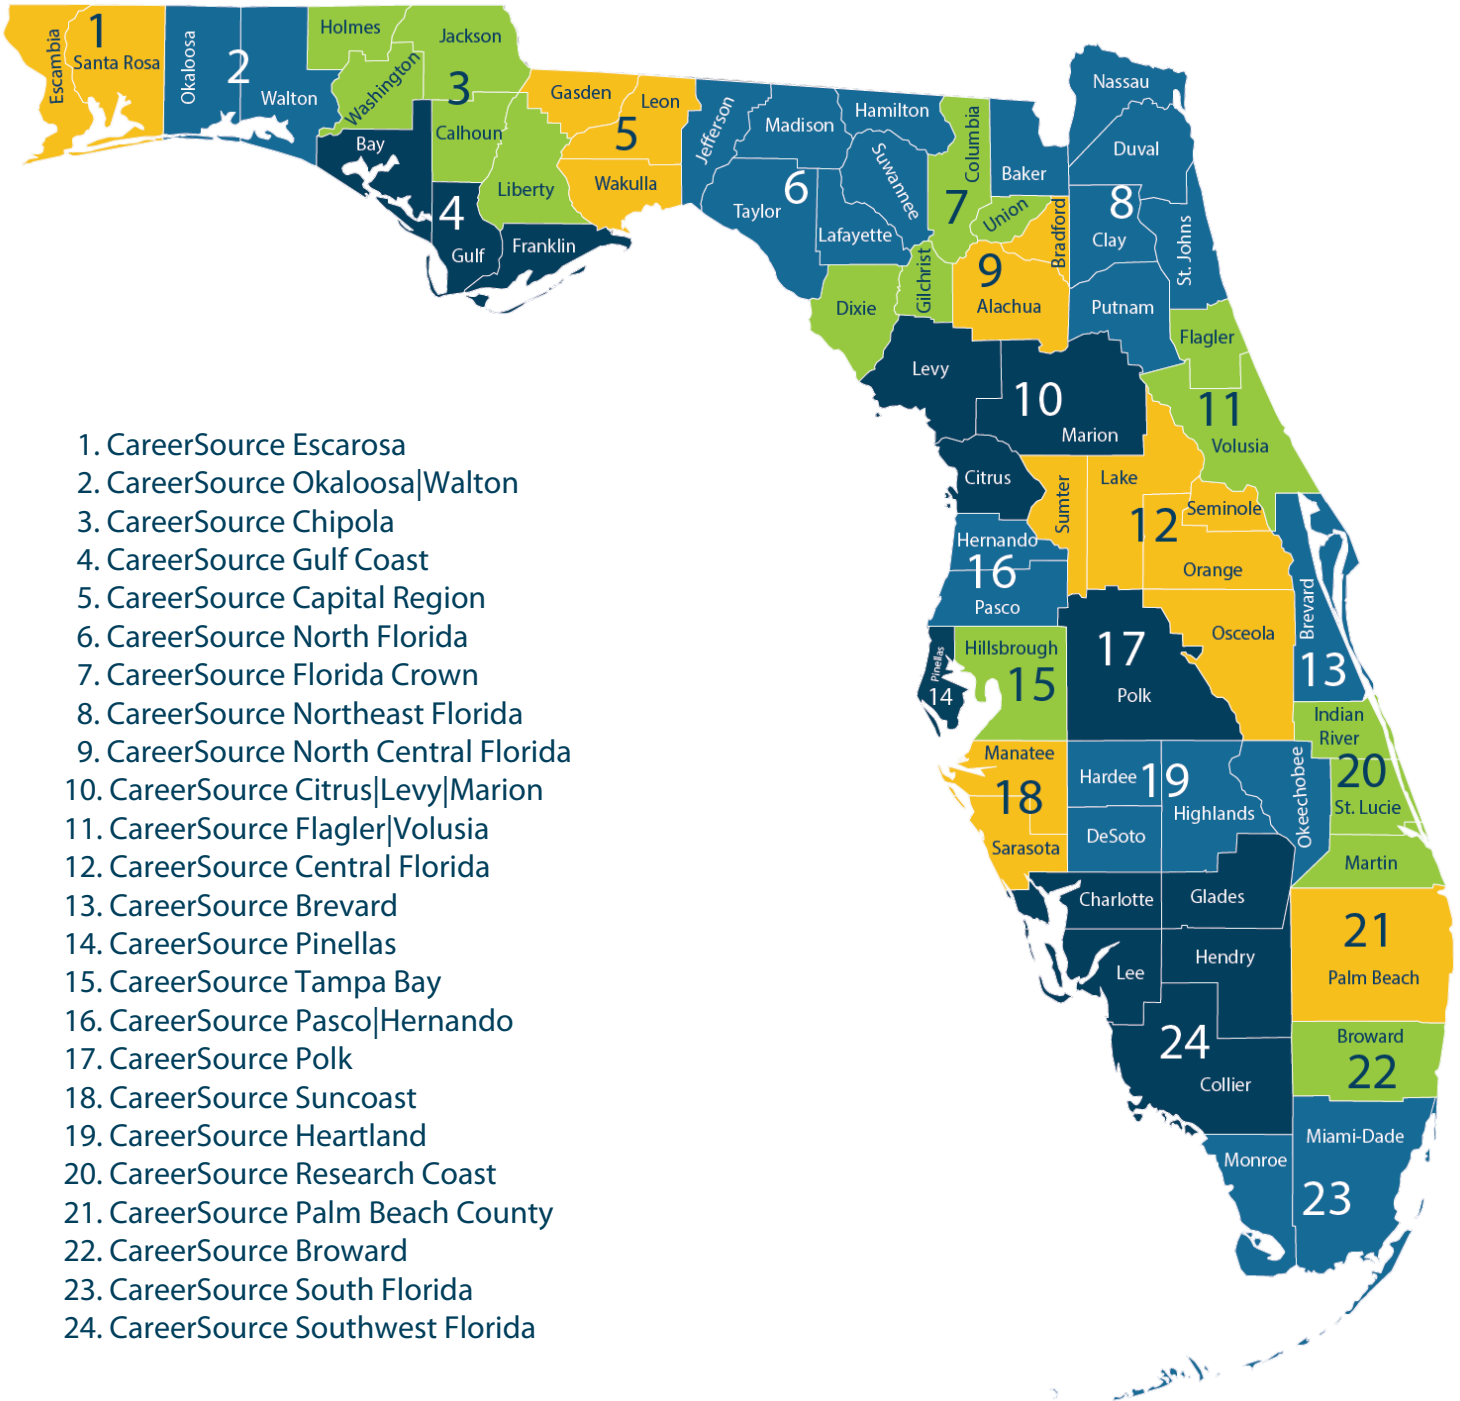 1
Escambia
Santa Rosa
Okaloosa
2
Walton
Holmes
Jackson
Washington
3
Calhoun
Liberty
Bay
4
Gulf
Franklin
Gasden
Leon
5
Wakulla
Jefferson
Madison
Hamilton
Suwannee
6
Taylor
Lafayette
Columbia
7
Union
Gilchrist
Dixie
Nassau
Duval
Baker
8
Clay
St. Johns
Putnam
Bradford
9
Alachua
Levy
10
Marion
Citrus
Flagler
11
Volusia
Sumter
Lake
12
Seminole
Orange
Osceola
Hernando
16
Pasco
Brevard
13
Pinellas
14
Hillsbrough
15
17
Polk
Manatee
18
Sarasota
Hardee
19
Highlands
DeSoto
Okeechobee
Indian
River
20
St. Lucie
Martin
Charlotte
Glades
Lee
Hendry
24
Collier
21
Palm Beach
Broward
22
Miami-Dade
Monroe
23
1. CareerSource Escarosa
2. CareerSource Okaloosa|Walton
3. CareerSource Chipola
4. CareerSource Gulf Coast
5. CareerSource Capital Region
6. CareerSource North Florida
7. CareerSource Florida Crown
8. CareerSource Northeast Florida
9. CareerSource North Central Florida
10. CareerSource Citrus|Levy|Marion
11. CareerSource Flagler|Volusia
12. CareerSource Central Florida
13. CareerSource Brevard
14. CareerSource Pinellas
15. CareerSource Tampa Bay
16. CareerSource Pasco|Hernando
17. CareerSource Polk
18. CareerSource Suncoast
19. CareerSource Heartland
20. CareerSource Research Coast
21. CareerSource Palm Beach County
22. CareerSource Broward
23. CareerSource South Florida
24. CareerSource Southwest Florida